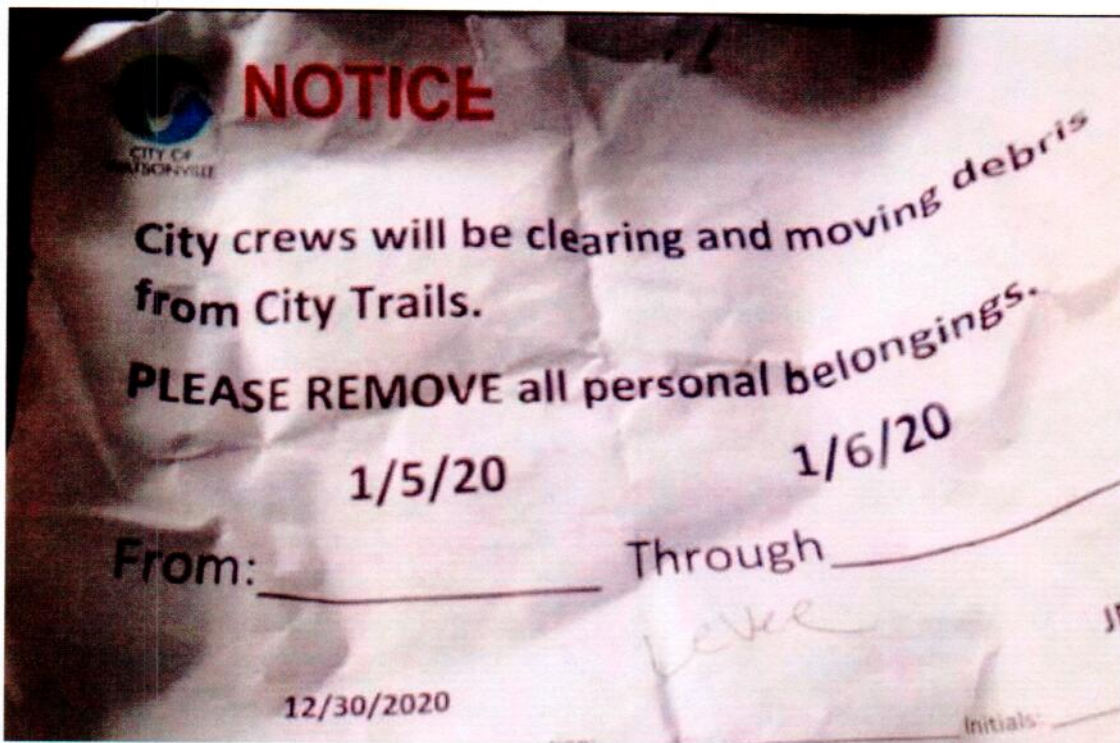 NOTICE
CITY OF
WATSONVILLE
City crews will be clearing and moving debris
from City Trails.
PLEASE REMOVE all personal belongings.
1/5/20 1/6/20
From: Through
Levee
12/30/2020
Initials: